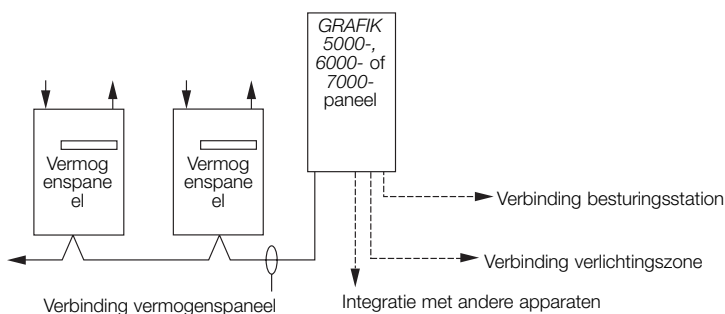 GRAFIK
5000-,
6000- of
7000-
paneel
Vermog
enspane
el
Vermog
enspane
el
Verbinding besturingsstation
Verbinding verlichtingszone
Verbinding vermogenspaneel
Integratie met andere apparaten